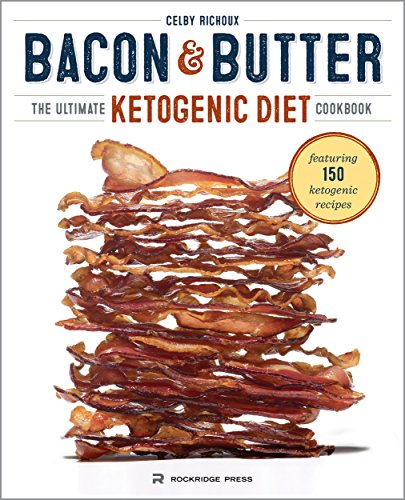 CELBY RICHOUX
BACON & BUTTER
THE ULTIMATE KETOGENIC DIET COOKBOOK
featuring
150
ketogenic
recipes
R ROCKRIDGE PRESS